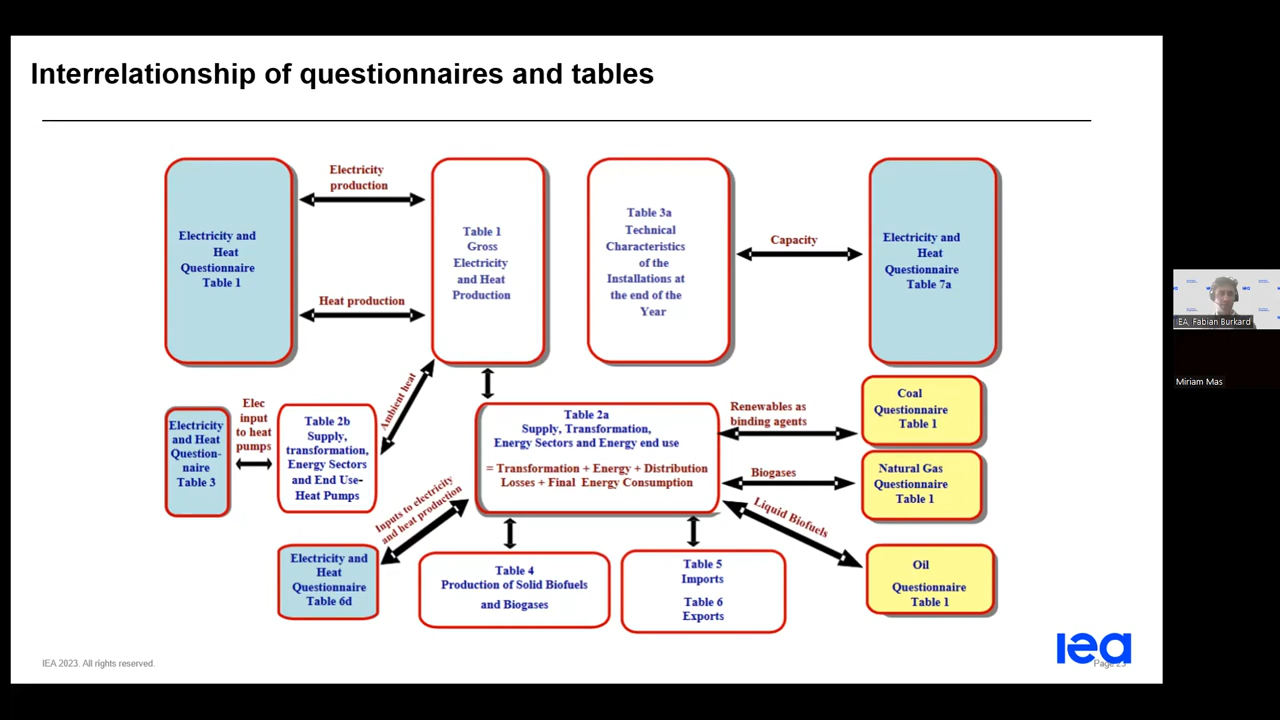 Interrelationship of questionnaires and tables
Electricity and
Heat
Questionnaire
Table 1
Electricity
production
Heat production
Table 1
Gross
Electricity
and Heat
Production
Table 3a
Technical
Characteristics
of the
Installations at
the end of the
Year
Capacity
Electricity and
Heat
Questionnaire
Table 7a
Electricity
and Heat
Question-
naire
Table 3
Elec
input
to heat
pumps
Table 2b
Supply,
transformation,
Energy Sectors
and End Use-
Heat Pumps
Ambient heat
Table 2a
Supply, Transformation,
Energy Sectors and Energy end use
= Transformation + Energy + Distribution
Losses + Final Energy Consumption
Renewables as
binding agents
Coal
Questionnaire
Table 1
Biogases
Natural Gas
Questionnaire
Table 1
Liquid Biofuels
Oil
Questionnaire
Table 1
Inputs to electricity
and heat production
Electricity and
Heat
Questionnaire
Table 6d
Table 4
Production of Solid Biofuels
and Biogases
Table 5
Imports
Table 6
Exports
IEA 2023. All rights reserved.
iea
Page
IEA, Fabian Burkard
Miriam Mas